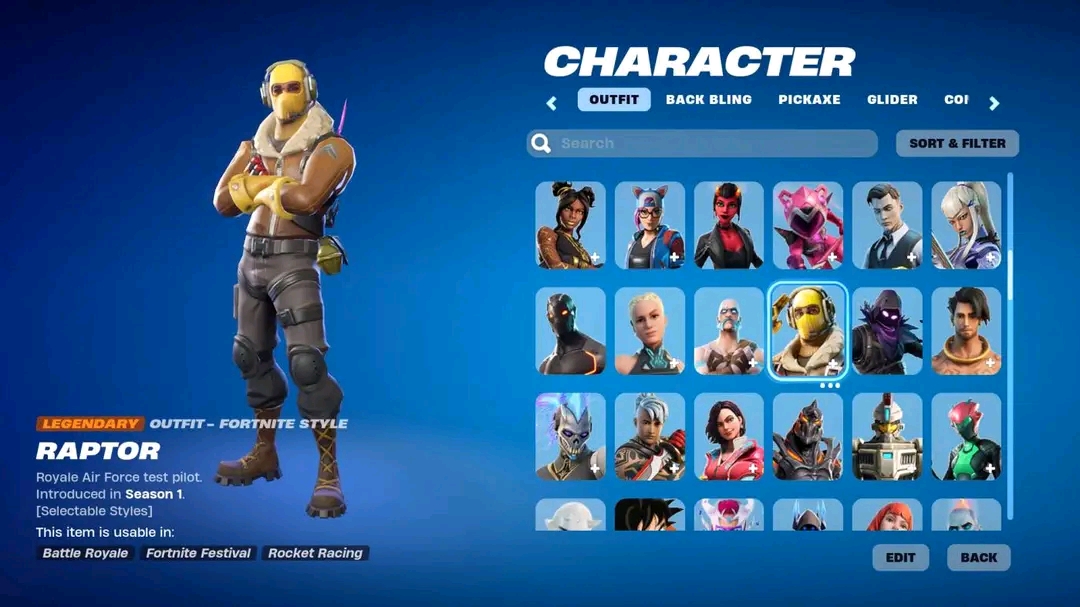 CHARACTER
OUTFIT BACK BLING PICKAXE GLIDER
Search SORT & FILTER
LEGENDARY OUTFIT - FORTNITE STYLE
RAPTOR
Royale Air Force test pilot.
Introduced in Season 1.
[Selectable Styles]
This item is usable in:
Battle Royale Fortnite Festival Rocket Racing
EDIT BACK